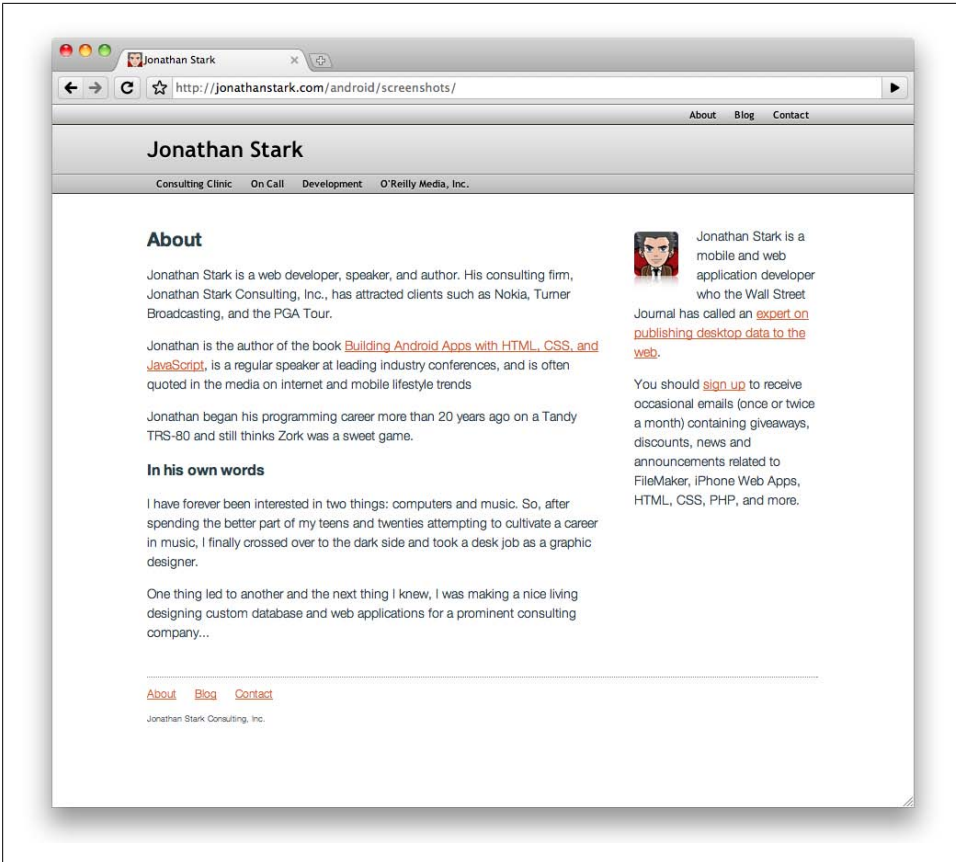 Jonathan Stark
http://jonathanstark.com/android/screenshots/
About Blog Contact
Jonathan Stark
Consulting Clinic On Call Development O'Reilly Media, Inc.
About
Jonathan Stark is a web developer, speaker, and author. His consulting firm,
Jonathan Stark Consulting, Inc., has attracted clients such as Nokia, Turner
Broadcasting, and the PGA Tour.
Jonathan is the author of the book Building Android Apps with HTML, CSS, and
JavaScript, is a regular speaker at leading industry conferences, and is often
quoted in the media on internet and mobile lifestyle trends
Jonathan began his programming career more than 20 years ago on a Tandy
TRS-80 and still thinks Zork was a sweet game.
In his own words
I have forever been interested in two things: computers and music. So, after
spending the better part of my teens and twenties attempting to cultivate a career
in music, I finally crossed over to the dark side and took a desk job as a graphic
designer.
One thing led to another and the next thing I knew, I was making a nice living
designing custom database and web applications for a prominent consulting
company...
Jonathan Stark is a
mobile and web
application developer
who the Wall Street
Journal has called an expert on
publishing desktop data to the
web.
You should sign up to receive
occasional emails (once or twice
a month) containing giveaways,
discounts, news and
announcements related to
FileMaker, iPhone Web Apps,
HTML, CSS, PHP, and more.
About Blog Contact
Jonathan Stark Consulting, Inc.